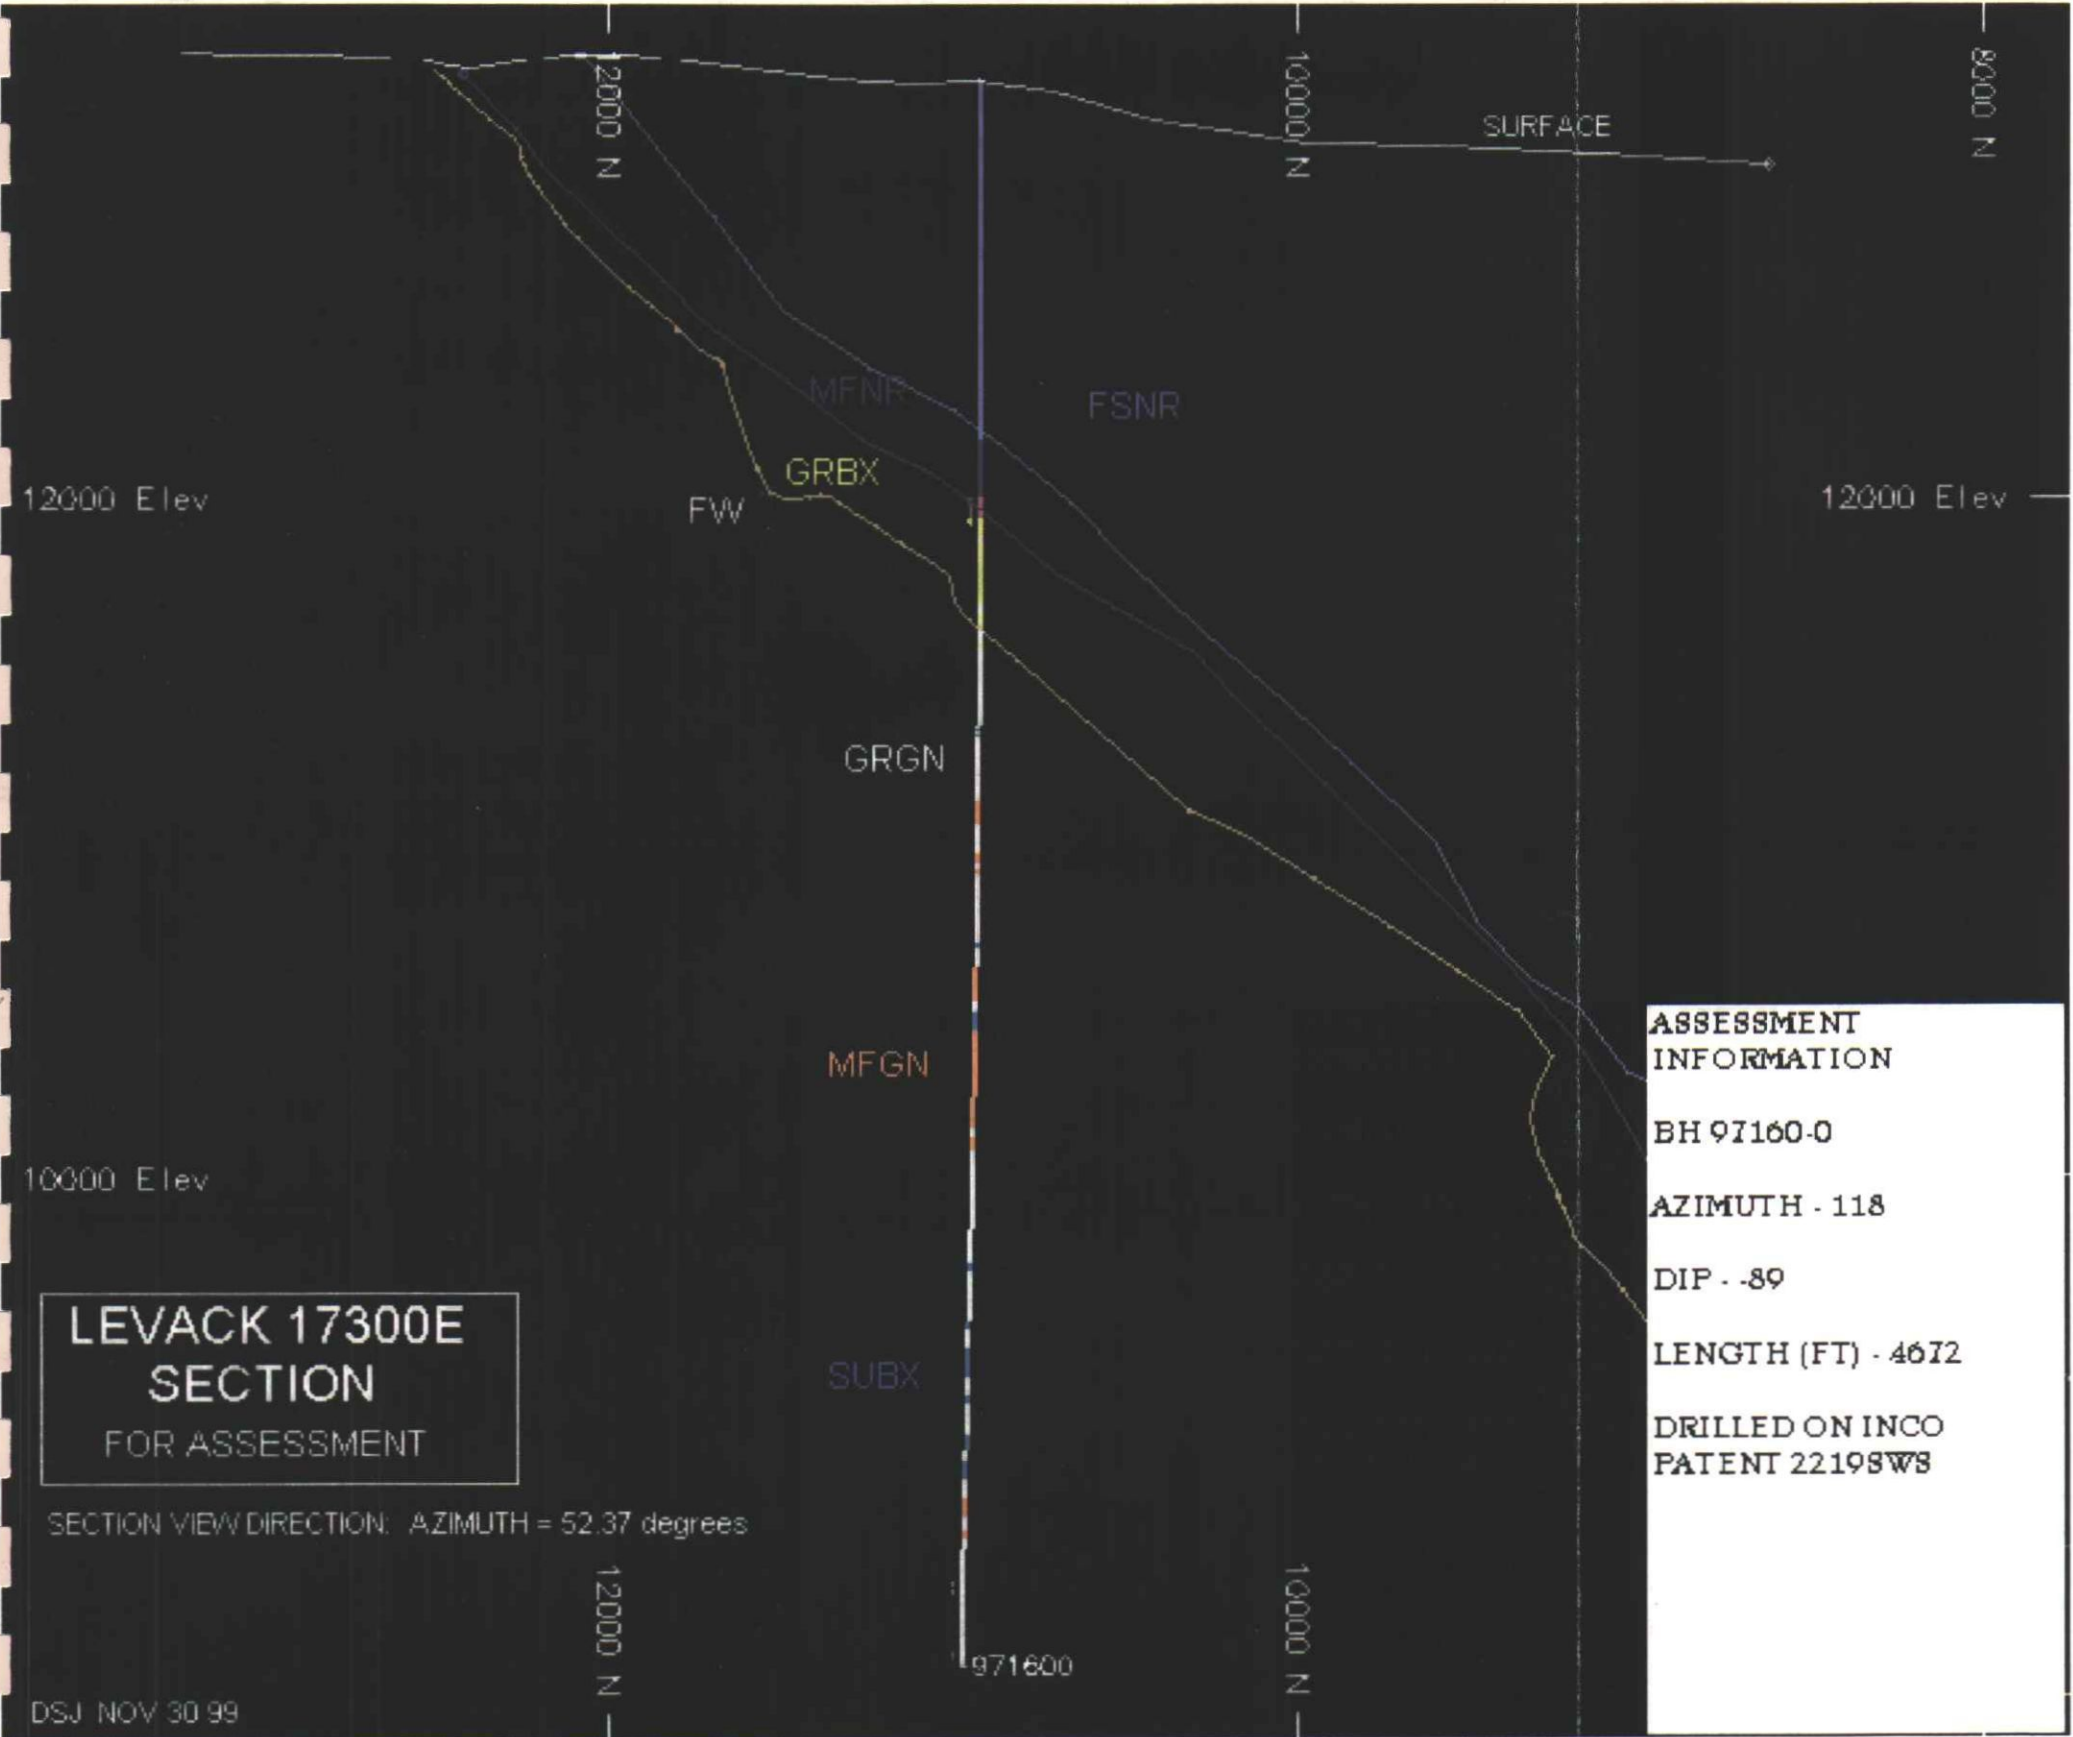 12000 N
10000 N
8000 N
SURFACE
MFNR
FSNR
GRBX
FW
12000 Elev
12000 Elev
GRGN
MFGN
10000 Elev
SUBX
LEVACK 17300E
SECTION
FOR ASSESSMENT
SECTION VIEW DIRECTION: AZIMUTH = 52.37 degrees
12000 N
10000 N
971600
DSJ NOV 30 99
ASSESSMENT
INFORMATION
BH 97160-0
AZIMUTH - 118
DIP - -89
LENGTH (FT) - 4672
DRILLED ON INCO
PATENT 2219SWS